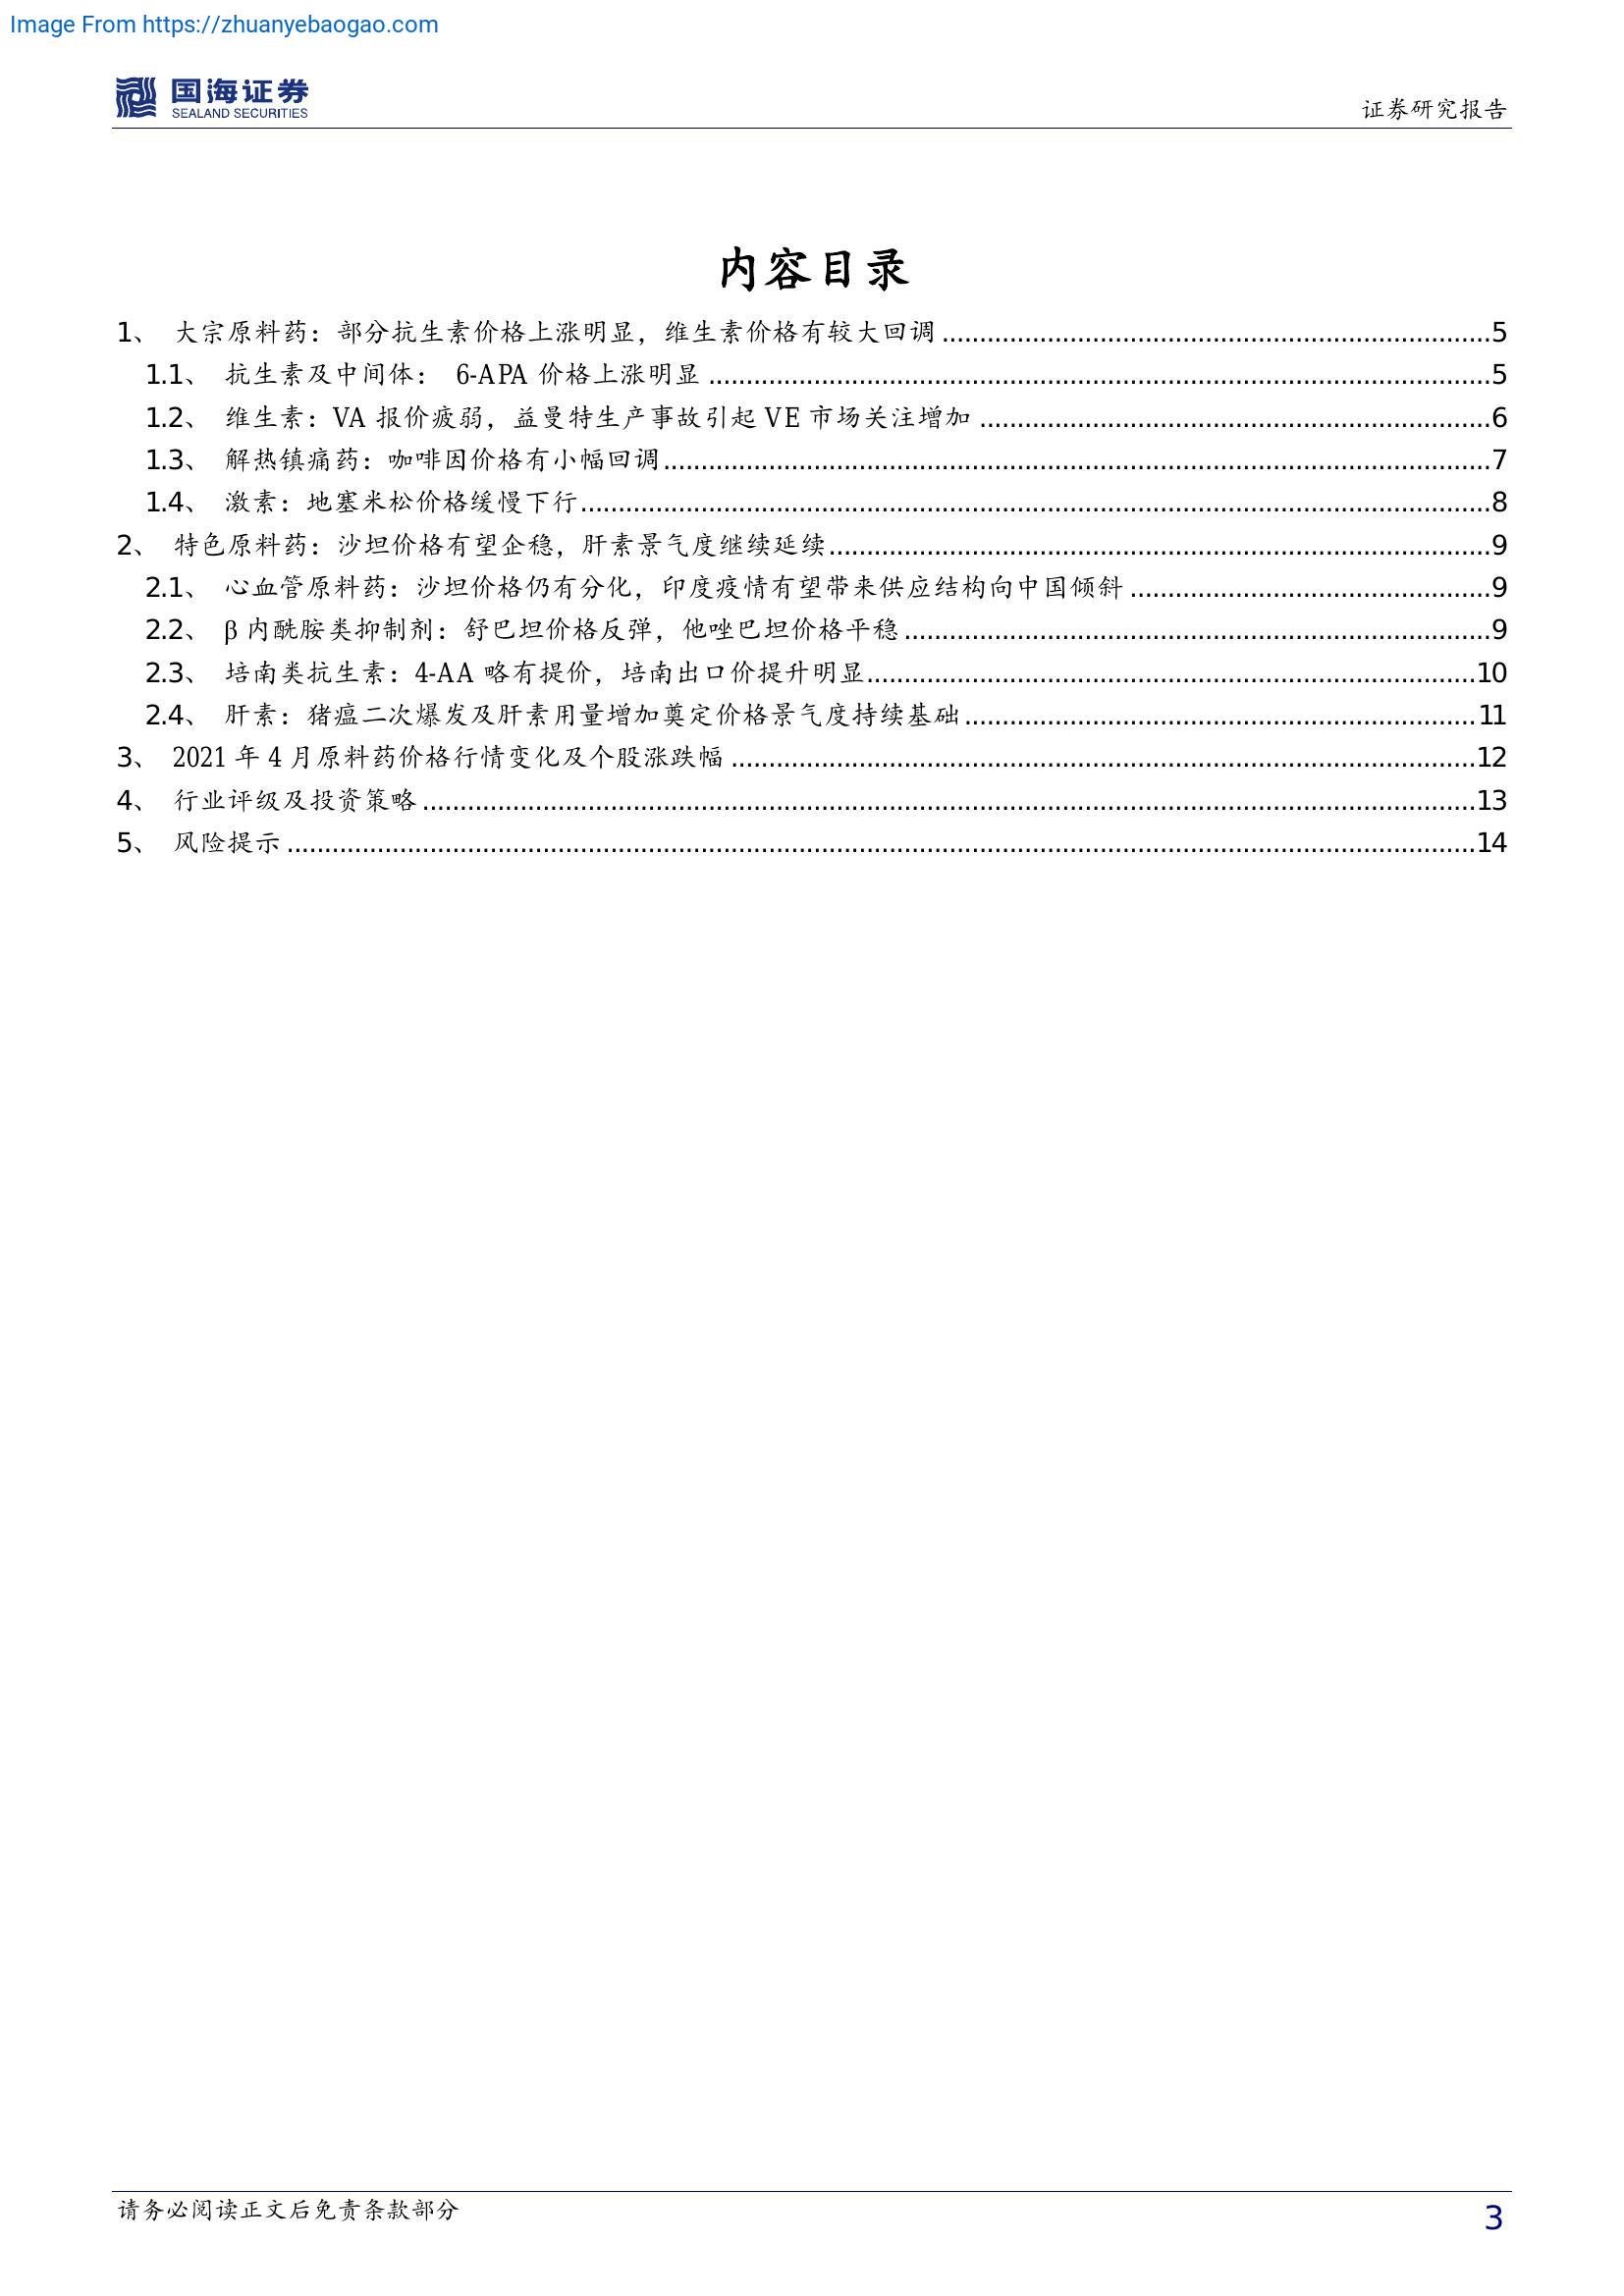 Image From https://zhuanyebaogao.com
国海证券
SEALAND SECURITIES
证券研究报告
内容目录
1、 大宗原料药：部分抗生素价格上涨明显，维生素价格有较大回调........................................................................5
1.1、 抗生素及中间体： 6-APA 价格上涨明显........................................................................5
1.2、 维生素：VA 报价疲弱，益曼特生产事故引起 VE 市场关注增加........................................................................6
1.3、 解热镇痛药：咖啡因价格有小幅回调........................................................................7
1.4、 激素：地塞米松价格缓慢下行........................................................................8
2、 特色原料药：沙坦价格有望企稳，肝素景气度继续延续........................................................................9
2.1、 心血管原料药：沙坦价格仍有分化，印度疫情有望带来供应结构向中国倾斜........................................................................9
2.2、 β 内酰胺类抑制剂：舒巴坦价格反弹，他唑巴坦价格平稳........................................................................9
2.3、 培南类抗生素：4-AA 略有提价，培南出口价提升明显........................................................................10
2.4、 肝素：猪瘟二次爆发及肝素用量增加奠定价格景气度持续基础........................................................................11
3、 2021 年 4 月原料药价格行情变化及个股涨跌幅........................................................................12
4、 行业评级及投资策略........................................................................13
5、 风险提示........................................................................14
请务必阅读正文后免责条款部分
3